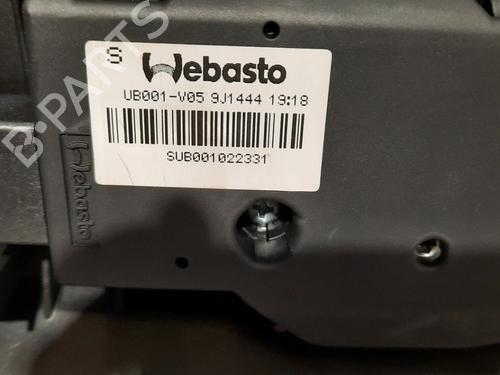 S
Webasto
UB001-V05 9J1444 19:18
SUB001022331
Webasto
B-PARTS